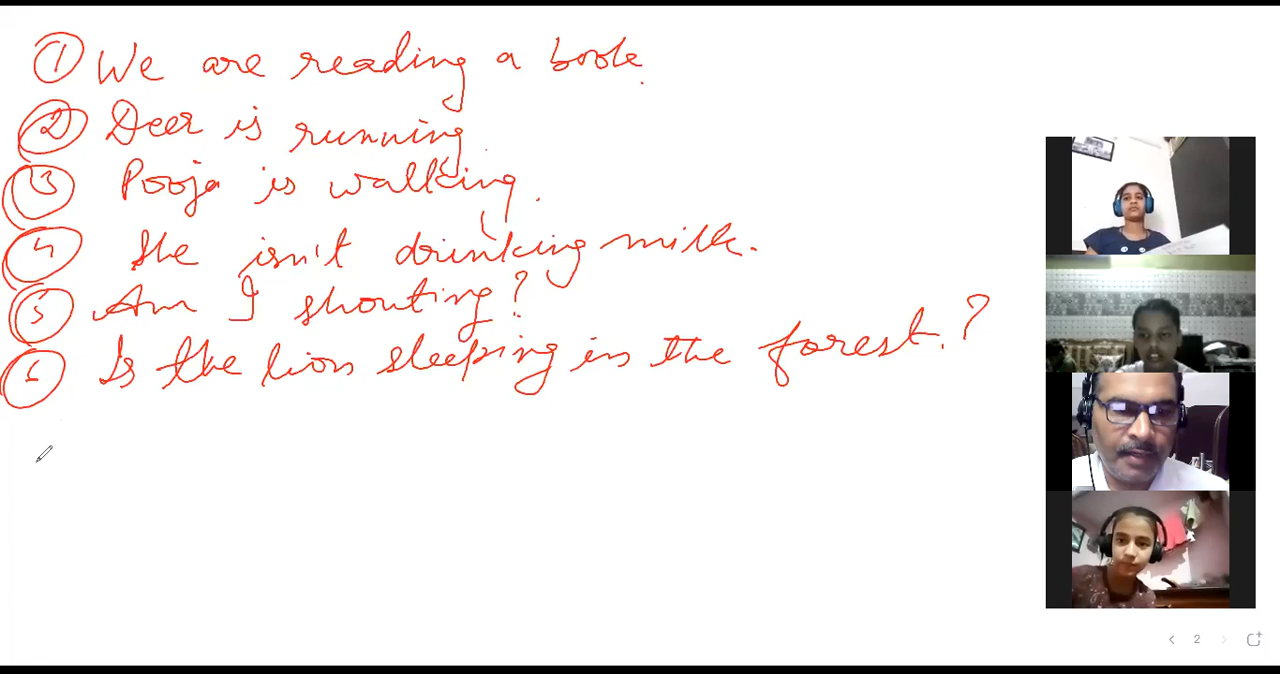 ① We are reading a book.
② Deer is running.
③ Pooja is walking.
④ She isn't drinking milk.
⑤ Am I shouting?
⑥ Is the lion sleeping in the forest.?
2